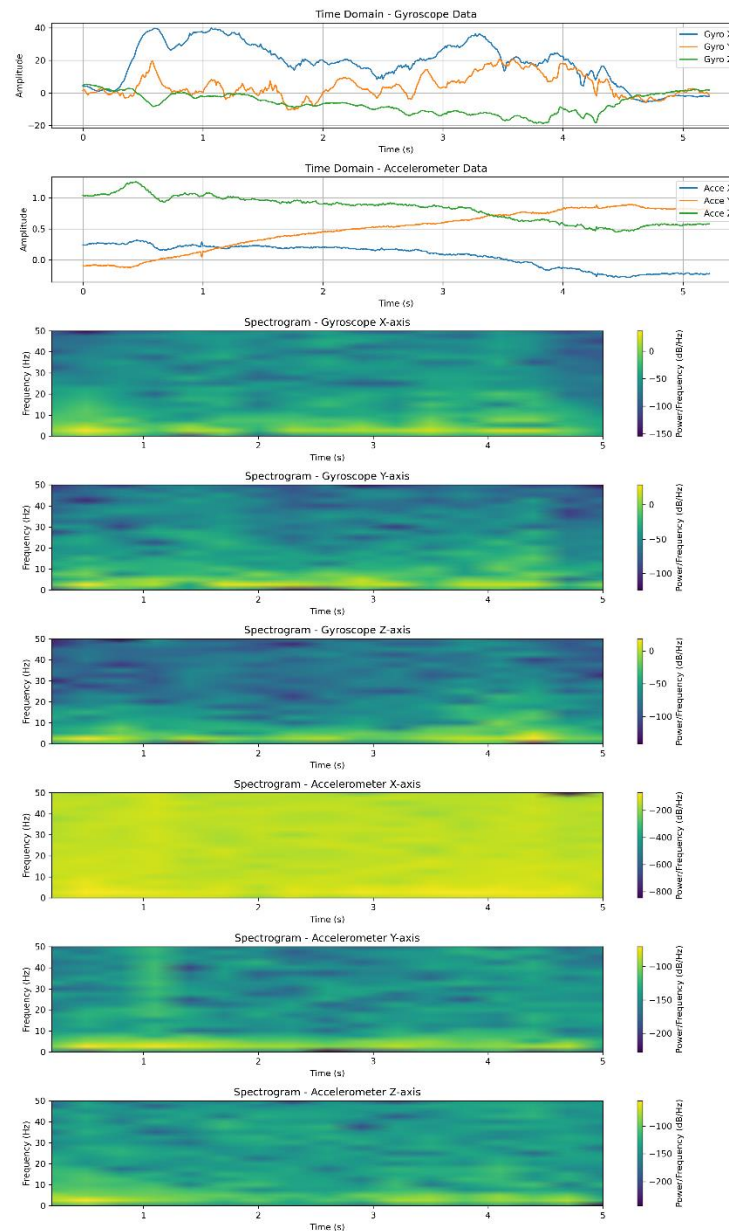 Time Domain - Gyroscope Data
Amplitude
40
20
0
−20
Gyro X
Gyro Y
Gyro Z
0
1
2
3
4
5
Time (s)
Time Domain - Accelerometer Data
Amplitude
1.0
0.5
0.0
Acce X
Acce Y
Acce Z
0
1
2
3
4
5
Time (s)
Spectrogram - Gyroscope X-axis
Frequency (Hz)
50
40
30
20
10
0
1
2
3
4
5
Time (s)
0
−50
−100
−150
Power/Frequency (dB/Hz)
Spectrogram - Gyroscope Y-axis
Frequency (Hz)
50
40
30
20
10
0
1
2
3
4
5
Time (s)
0
−50
−100
Power/Frequency (dB/Hz)
Spectrogram - Gyroscope Z-axis
Frequency (Hz)
50
40
30
20
10
0
1
2
3
4
5
Time (s)
0
−50
−100
Power/Frequency (dB/Hz)
Spectrogram - Accelerometer X-axis
Frequency (Hz)
50
40
30
20
10
0
1
2
3
4
5
Time (s)
−200
−400
−600
−800
Power/Frequency (dB/Hz)
Spectrogram - Accelerometer Y-axis
Frequency (Hz)
50
40
30
20
10
0
1
2
3
4
5
Time (s)
−100
−150
−200
Power/Frequency (dB/Hz)
Spectrogram - Accelerometer Z-axis
Frequency (Hz)
50
40
30
20
10
0
1
2
3
4
5
Time (s)
−100
−150
−200
Power/Frequency (dB/Hz)